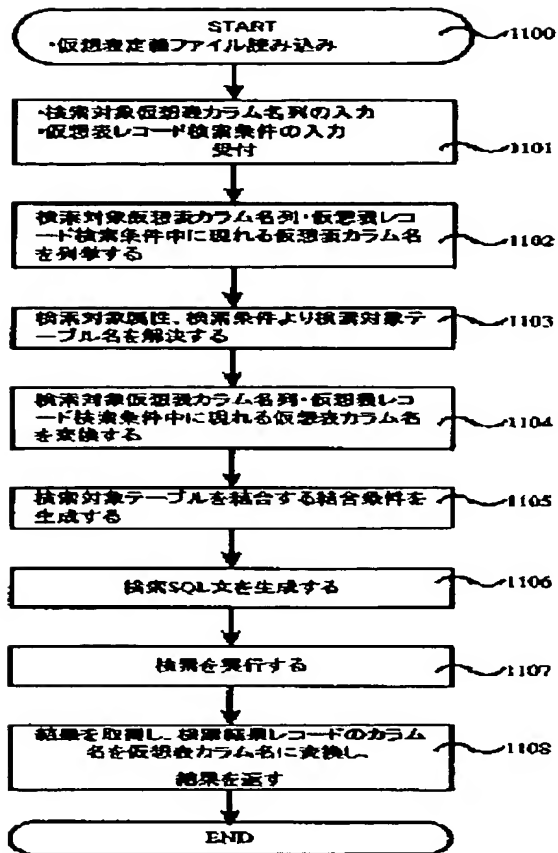 START
・仮想表定義ファイル読み込み
1100
・検索対象仮想表カラム名列の入力
・仮想表レコード検索条件の入力
受付
1101
検索対象仮想表カラム名列・仮想表レコ
ード検索条件中に現れる仮想表カラム名
を列挙する
1102
検索対象属性、検索条件より検索対象テ
ーブル名を解決する
1103
検索対象仮想表カラム名列・仮想表レコ
ード検索条件中に現れる仮想表カラム名
を変換する
1104
検索対象テーブルを結合する結合条件を
生成する
1105
検索SQL文を生成する
1106
検索を実行する
1107
結果を取得し、検索結果レコードのカラム
名を仮想表カラム名に変換し、
結果を返す
1108
END